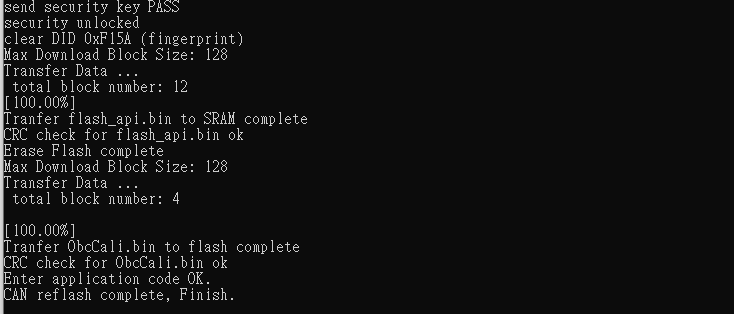 send security key PASS
security unlocked
clear DID 0xF15A (fingerprint)
Max Download Block Size: 128
Transfer Data ...
total block number: 12
[100.00%]
Tranfer flash_api.bin to SRAM complete
CRC check for flash_api.bin ok
Erase Flash complete
Max Download Block Size: 128
Transfer Data ...
total block number: 4
[100.00%]
Tranfer ObcCali.bin to flash complete
CRC check for ObcCali.bin ok
Enter application code OK.
CAN reflash complete, Finish.